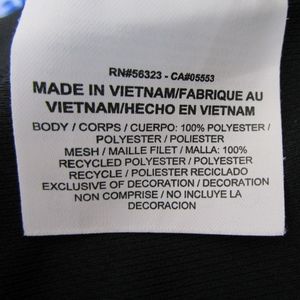 RN#56323 - CA#05553
MADE IN VIETNAM/FABRIQUE AU
VIETNAM/HECHO EN VIETNAM
BODY / CORPS / CUERPO: 100% POLYESTER /
POLYESTER / POLIESTER
MESH / MAILLE FILET / MALLA: 100%
RECYCLED POLYESTER / POLYESTER
RECYCLE / POLIESTER RECICLADO
EXCLUSIVE OF DECORATION / DECORATION
NON COMPRISE / NO INCLUYE LA
DECORACION